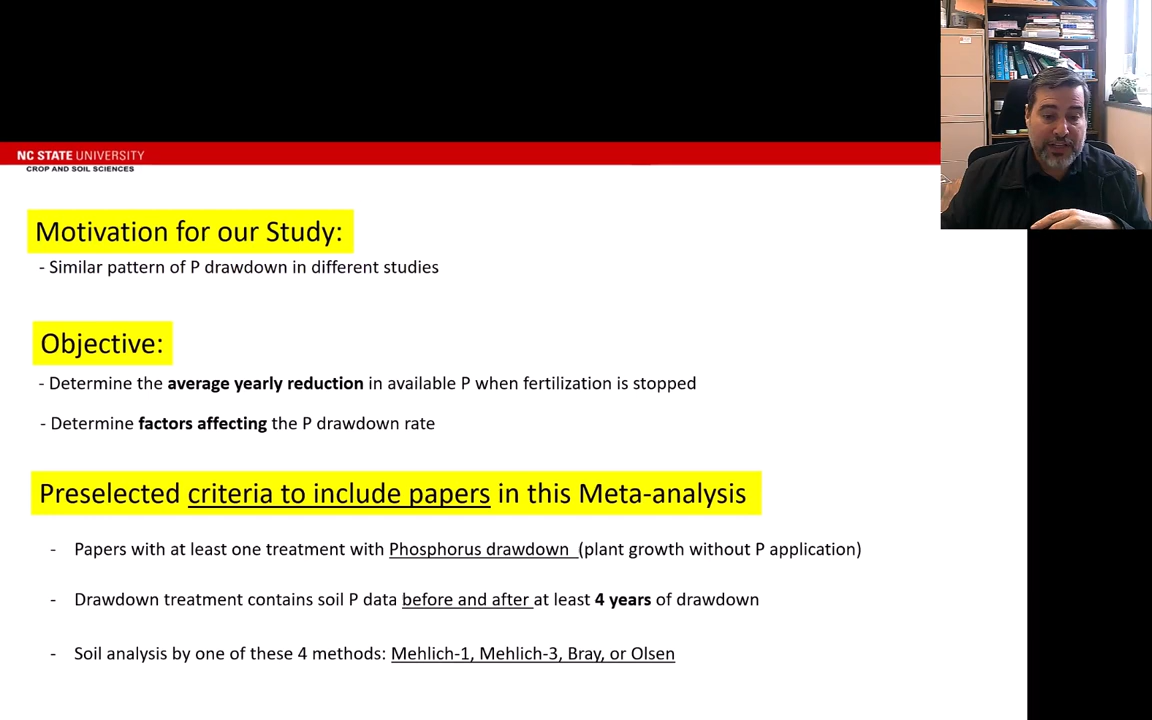 NC STATE UNIVERSITY
CROP AND SOIL SCIENCES
Motivation for our Study:
- Similar pattern of P drawdown in different studies
Objective:
- Determine the average yearly reduction in available P when fertilization is stopped
- Determine factors affecting the P drawdown rate
Preselected criteria to include papers in this Meta-analysis
- Papers with at least one treatment with Phosphorus drawdown (plant growth without P application)
- Drawdown treatment contains soil P data before and after at least 4 years of drawdown
- Soil analysis by one of these 4 methods: Mehlich-1, Mehlich-3, Bray, or Olsen